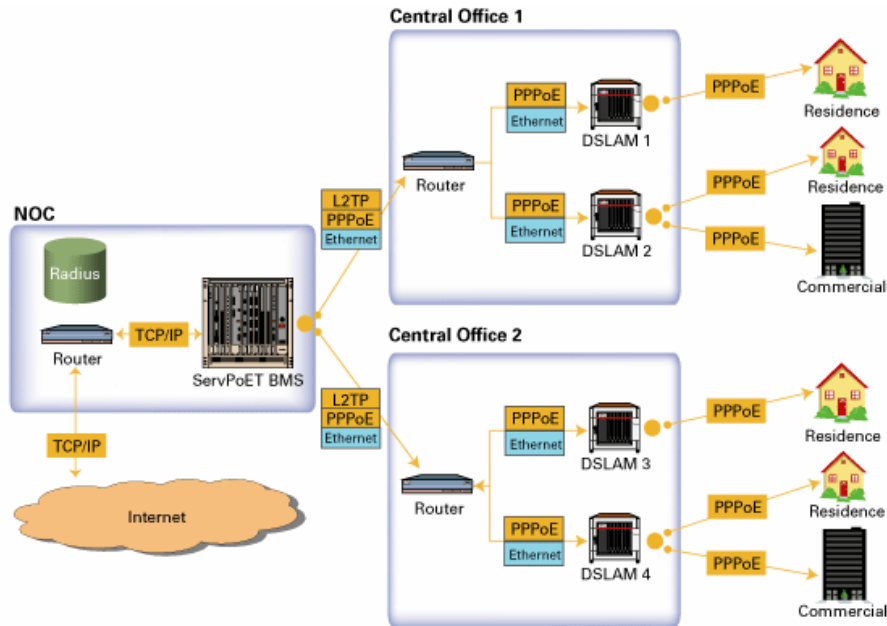 Central Office 1
PPPoE
Ethernet
DSLAM 1
PPPoE
Residence
Router
L2TP
PPPoE
Ethernet
PPPoE
Ethernet
DSLAM 2
PPPoE
Residence
PPPoE
Commercial
NOC
Radius
Router
TCP/IP
ServPoET BMS
TCP/IP
Internet
Central Office 2
L2TP
PPPoE
Ethernet
PPPoE
Ethernet
DSLAM 3
PPPoE
Residence
Router
PPPoE
Ethernet
DSLAM 4
PPPoE
Residence
PPPoE
Commercial